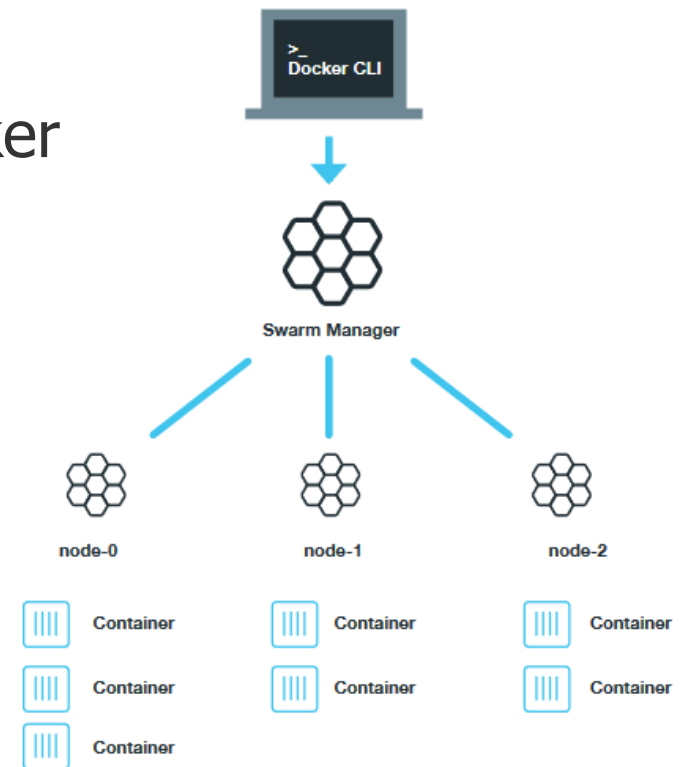 >_
Docker CLI
ker
Swarm Manager
node-0 node-1 node-2
Container Container Container
Container Container Container
Container